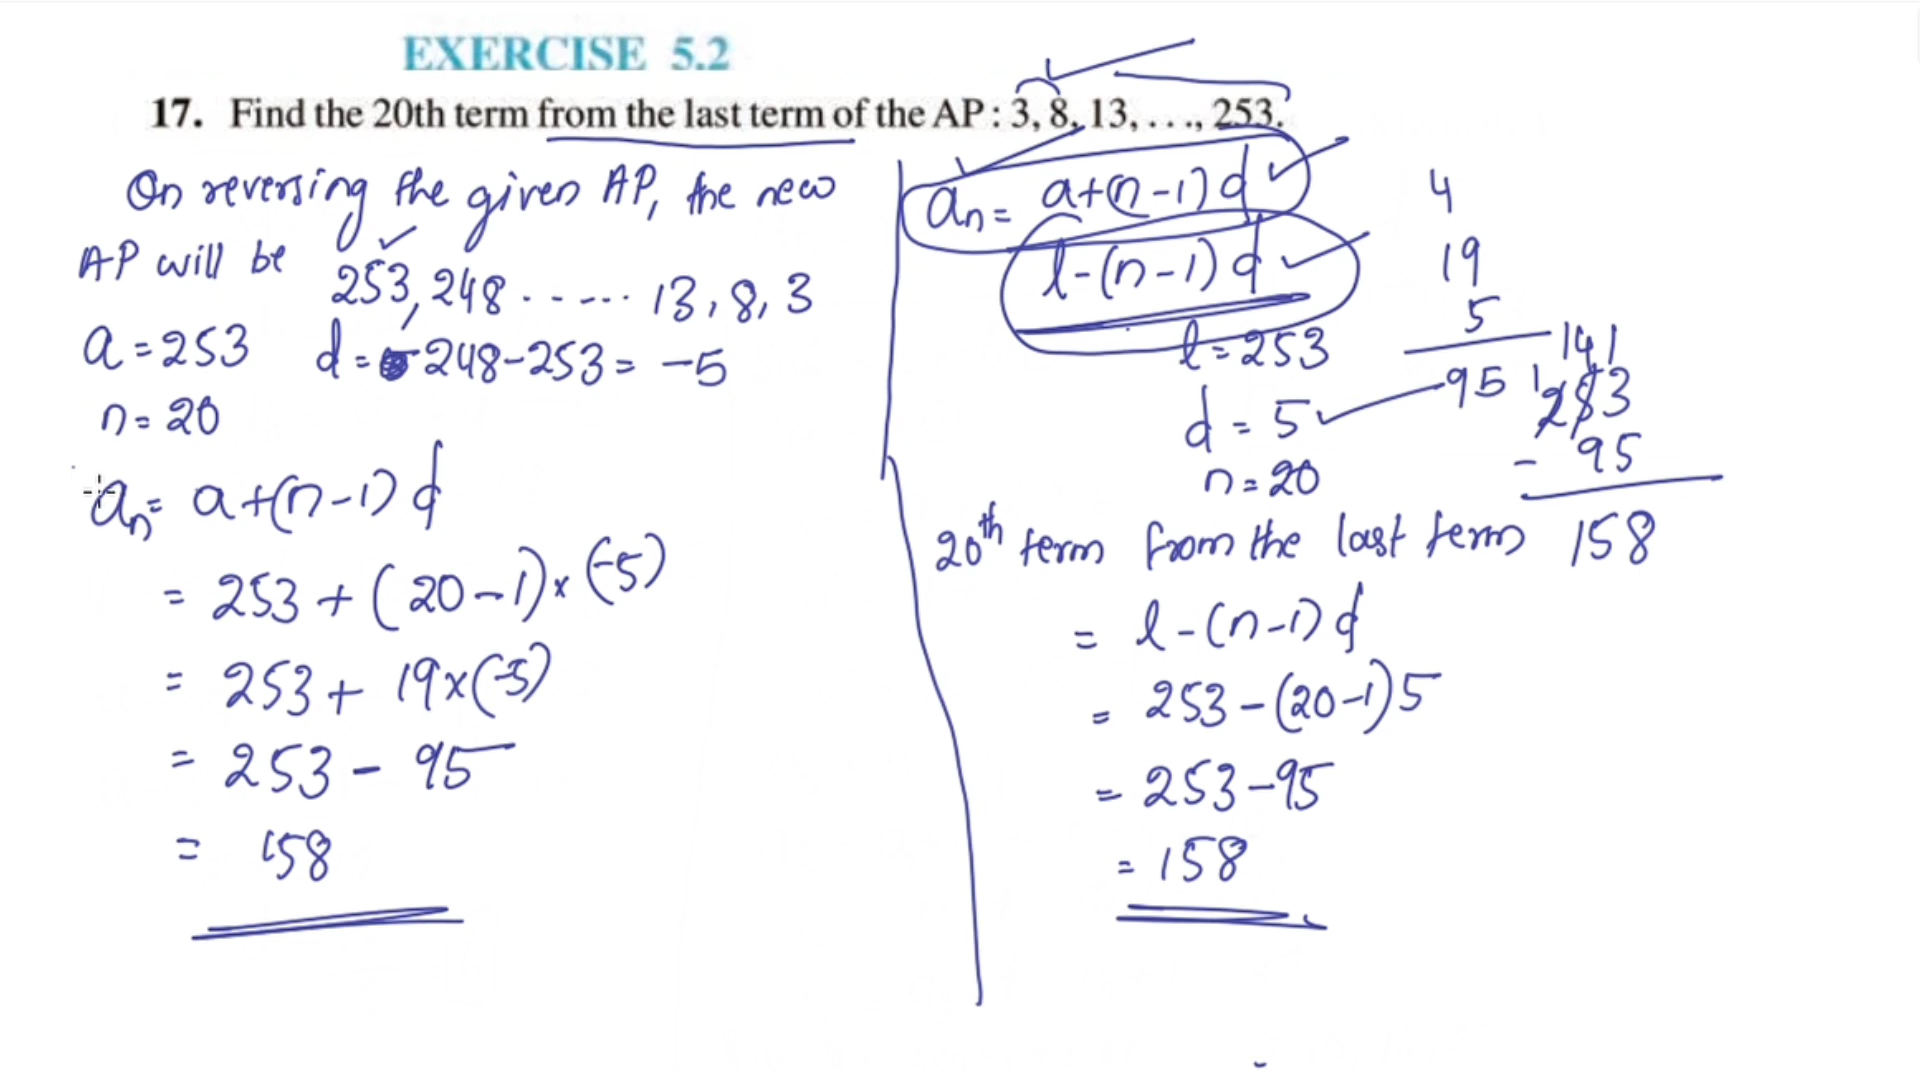 EXERCISE 5.2
17. Find the 20th term from the last term of the AP : 3, 8, 13, . . ., 253.
On reversing the given AP, the new
AP will be 253, 248 ...... 13, 8, 3
a = 253 d = 248-253 = -5
n = 20
an = a+(n-1)d
= 253 + (20-1)×(-5)
= 253 + 19×(-5)
= 253 - 95
= 158
an = a+(n-1)d
l-(n-1)d
l = 253
d = 5
n = 20
20th term from the last term
= l-(n-1)d
= 253-(20-1)5
= 253-95
= 158
4
19
5
95
14 1
1
253
- 95
158